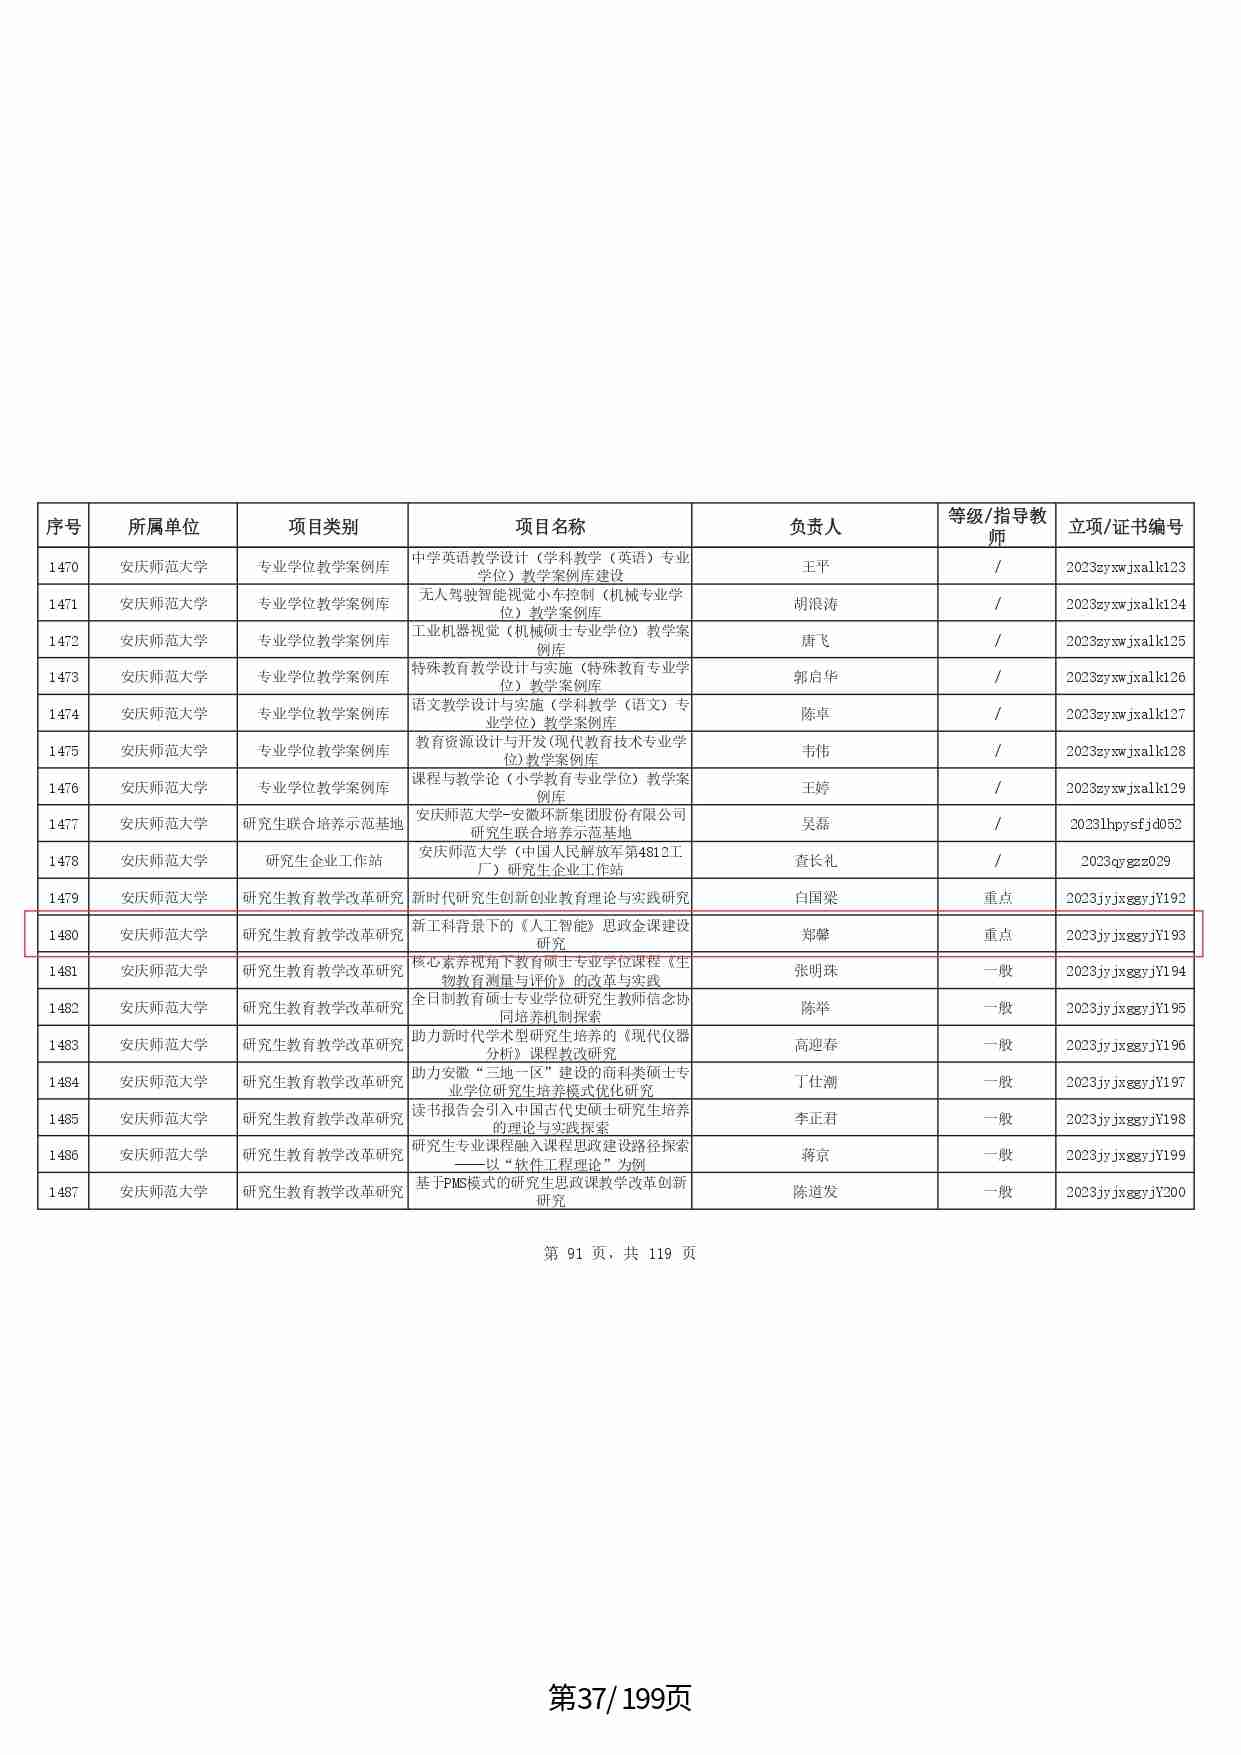 序号 所属单位 项目类别 项目名称 负责人 等级/指导教
师 立项/证书编号
1470 安庆师范大学 专业学位教学案例库 中学英语教学设计（学科教学（英语）专业
学位）教学案例库建设 王平 / 2023zyxwjxalk123
1471 安庆师范大学 专业学位教学案例库 无人驾驶智能视觉小车控制（机械专业学
位）教学案例库 胡浪涛 / 2023zyxwjxalk124
1472 安庆师范大学 专业学位教学案例库 工业机器视觉（机械硕士专业学位）教学案
例库 唐飞 / 2023zyxwjxalk125
1473 安庆师范大学 专业学位教学案例库 特殊教育教学设计与实施（特殊教育专业学
位）教学案例库 郭启华 / 2023zyxwjxalk126
1474 安庆师范大学 专业学位教学案例库 语文教学设计与实施（学科教学（语文）专
业学位）教学案例库 陈卓 / 2023zyxwjxalk127
1475 安庆师范大学 专业学位教学案例库 教育资源设计与开发(现代教育技术专业学
位)教学案例库 韦伟 / 2023zyxwjxalk128
1476 安庆师范大学 专业学位教学案例库 课程与教学论（小学教育专业学位）教学案
例库 王婷 / 2023zyxwjxalk129
1477 安庆师范大学 研究生联合培养示范基地 安庆师范大学-安徽环新集团股份有限公司
研究生联合培养示范基地 吴磊 / 2023lhpysfjd052
1478 安庆师范大学 研究生企业工作站 安庆师范大学（中国人民解放军第4812工
厂）研究生企业工作站 查长礼 / 2023qygzz029
1479 安庆师范大学 研究生教育教学改革研究 新时代研究生创新创业教育理论与实践研究 白国梁 重点 2023jyjxggyjY192
1480 安庆师范大学 研究生教育教学改革研究 新工科背景下的《人工智能》思政金课建设
研究 郑馨 重点 2023jyjxggyjY193
1481 安庆师范大学 研究生教育教学改革研究 核心素养视角下教育硕士专业学位课程《生
物教育测量与评价》的改革与实践 张明珠 一般 2023jyjxggyjY194
1482 安庆师范大学 研究生教育教学改革研究 全日制教育硕士专业学位研究生教师信念协
同培养机制探索 陈举 一般 2023jyjxggyjY195
1483 安庆师范大学 研究生教育教学改革研究 助力新时代学术型研究生培养的《现代仪器
分析》课程教改研究 高迎春 一般 2023jyjxggyjY196
1484 安庆师范大学 研究生教育教学改革研究 助力安徽“三地一区”建设的商科类硕士专
业学位研究生培养模式优化研究 丁仕潮 一般 2023jyjxggyjY197
1485 安庆师范大学 研究生教育教学改革研究 读书报告会引入中国古代史硕士研究生培养
的理论与实践探索 李正君 一般 2023jyjxggyjY198
1486 安庆师范大学 研究生教育教学改革研究 研究生专业课程融入课程思政建设路径探索
——以“软件工程理论”为例 蒋京 一般 2023jyjxggyjY199
1487 安庆师范大学 研究生教育教学改革研究 基于PMS模式的研究生思政课教学改革创新
研究 陈道发 一般 2023jyjxggyjY200
第 91 页，共 119 页
第37/199页